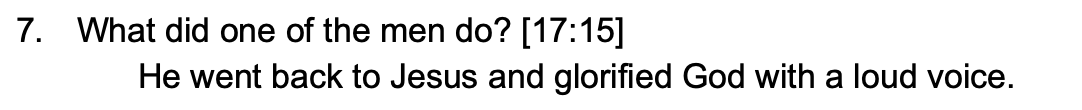 7. What did one of the men do? [17:15]
He went back to Jesus and glorified God with a loud voice.